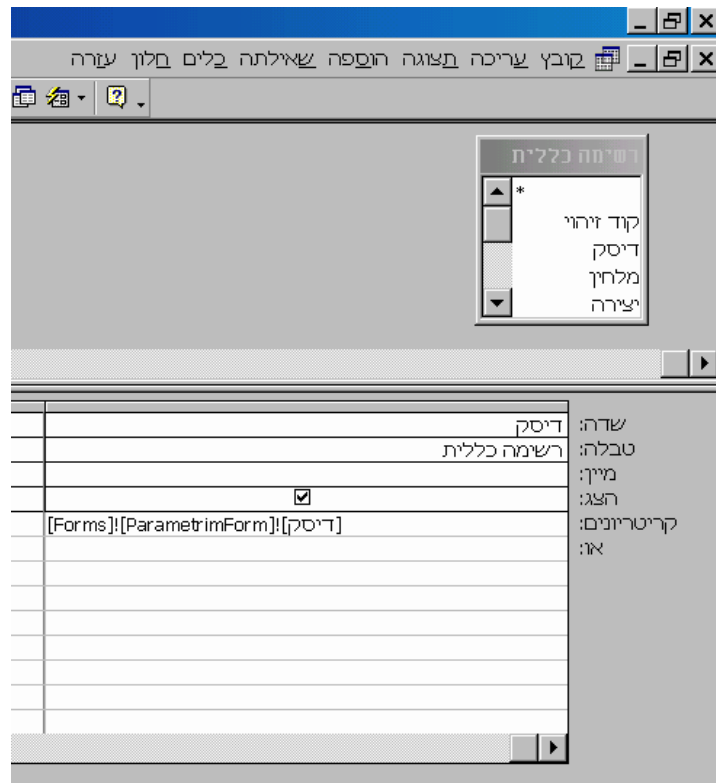 קובץ עריכה תצוגה הוספה שאילתה כלים חלון עזרה
רשימה כללית
*
קוד זיהוי
דיסק
מלחין
יצירה
שדה: דיסק
טבלה: רשימה כללית
מיין:
הצג:
קריטריונים: [Forms]![ParametrimForm]![דיסק]
או: